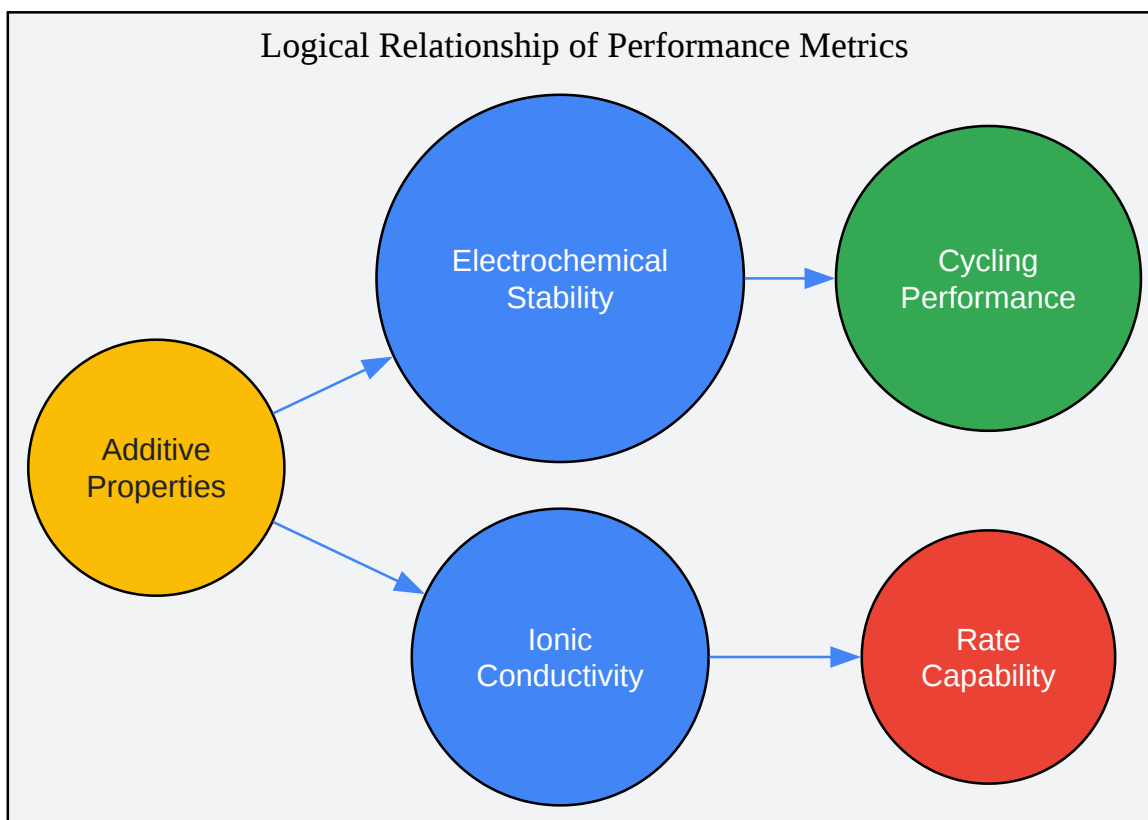 Logical Relationship of Performance Metrics
Electrochemical
Stability
Cycling
Performance
Additive
Properties
Ionic
Conductivity
Rate
Capability